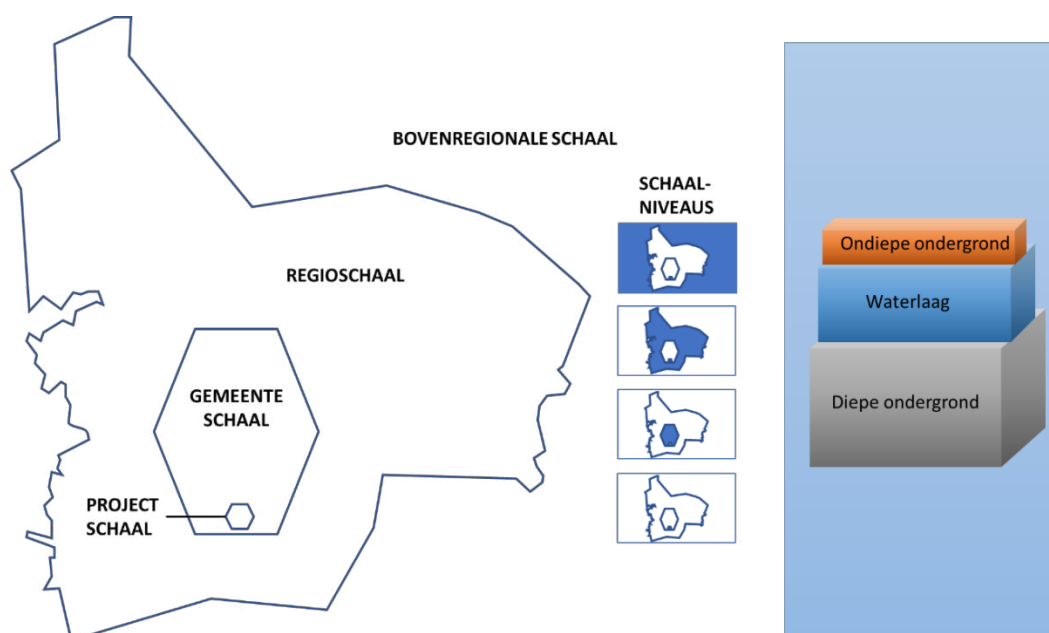 BOVENREGIONALE SCHAAL
SCHAAL-
NIVEAUS
REGIOSCHAAL
GEMEENTE
SCHAAL
PROJECT
SCHAAL
Ondiepe ondergrond
Waterlaag
Diepe ondergrond